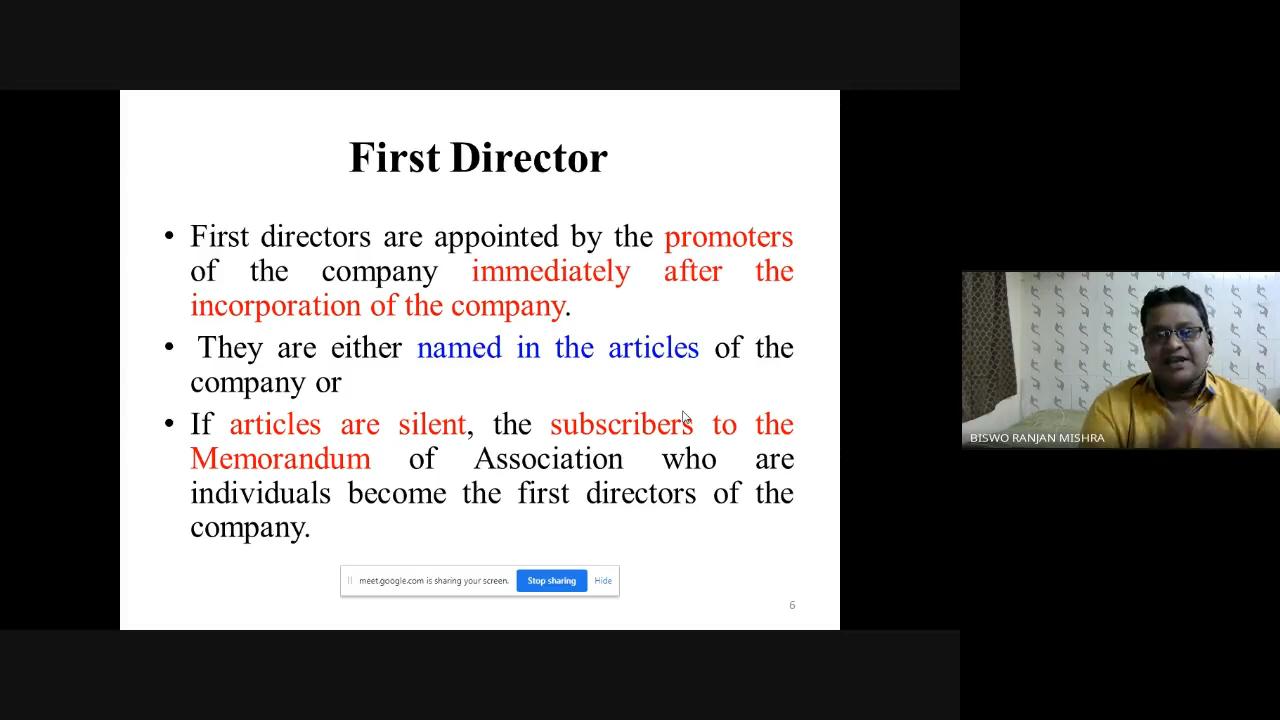 First Director
• First directors are appointed by the promoters
of the company immediately after the
incorporation of the company.
• They are either named in the articles of the
company or
• If articles are silent, the subscribers to the
Memorandum of Association who are
individuals become the first directors of the
company.
meet.google.com is sharing your screen. Stop sharing Hide
6
BISWO RANJAN MISHRA